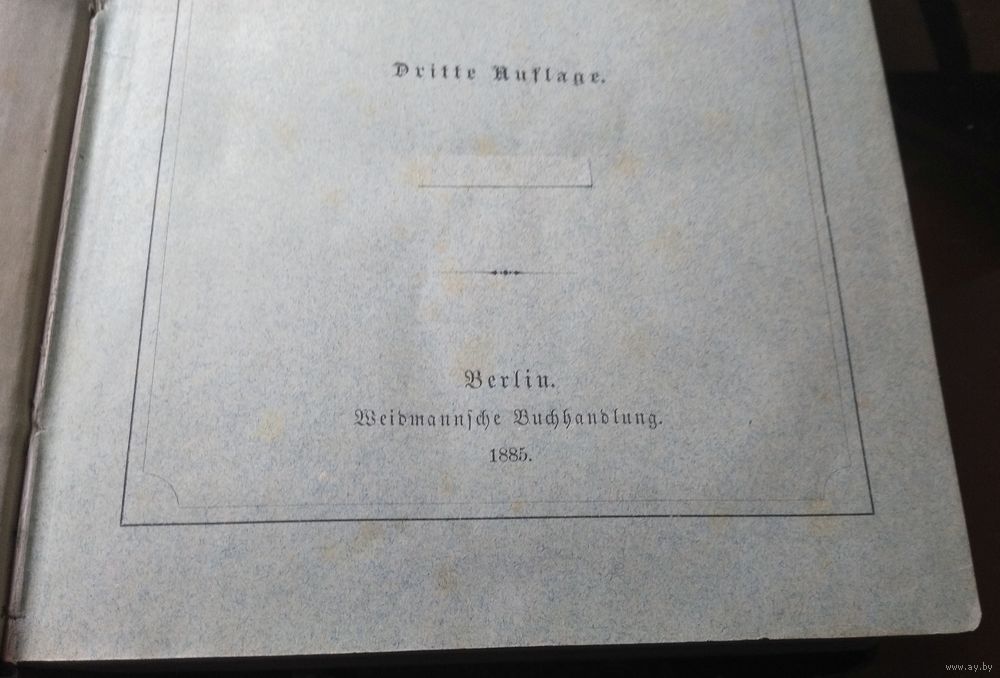 Dritte Auflage.
Berlin.
Weidmannsche Buchhandlung.
1885.
www.ay.by